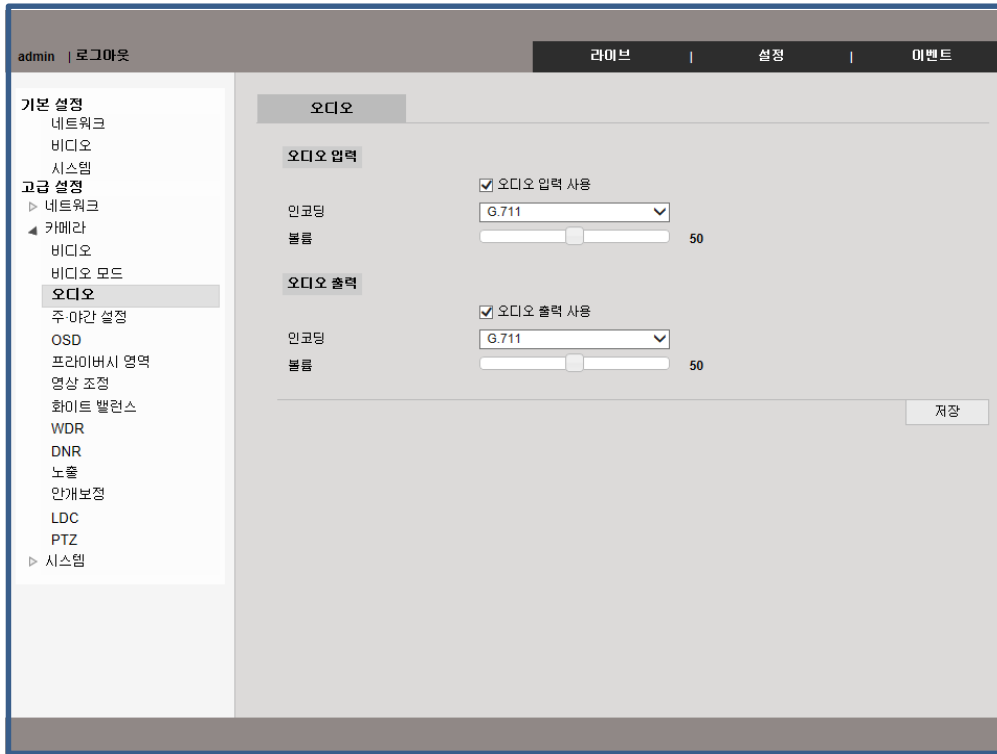 admin | 로그아웃
라이브 | 설정 | 이벤트
기본 설정
네트워크
비디오
시스템
고급 설정
네트워크
카메라
비디오
비디오 모드
오디오
주·야간 설정
OSD
프라이버시 영역
영상 조정
화이트 밸런스
WDR
DNR
노출
안개보정
LDC
PTZ
시스템
오디오
오디오 입력
오디오 입력 사용
인코딩 G.711
볼륨 50
오디오 출력
오디오 출력 사용
인코딩 G.711
볼륨 50
저장